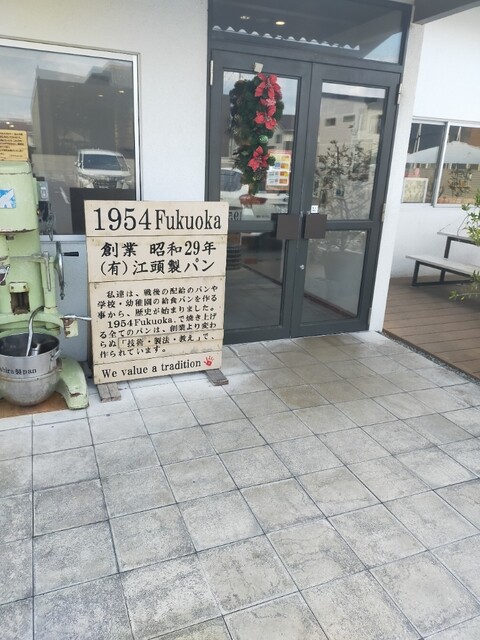 1954 Fukuoka
創業 昭和29年
(有)江頭製パン
私達は、戦後の配給のパンや
学校・幼稚園の給食パンを作る
事から、歴史が始まりました。
1954Fukuoka.で焼き上げ
る全てのパンは、創業より変わ
らぬ「技術・製法・教え」で、
作られています。
We value a tradition